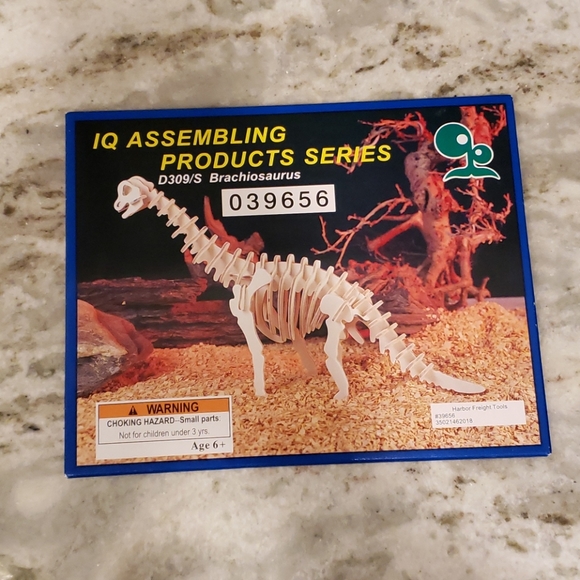 IQ ASSEMBLING
PRODUCTS SERIES
D309/S Brachiosaurus
039656
WARNING
CHOKING HAZARD--Small parts.
Not for children under 3 yrs.
Age 6+
Harbor Freight Tools
#39656
35021462018